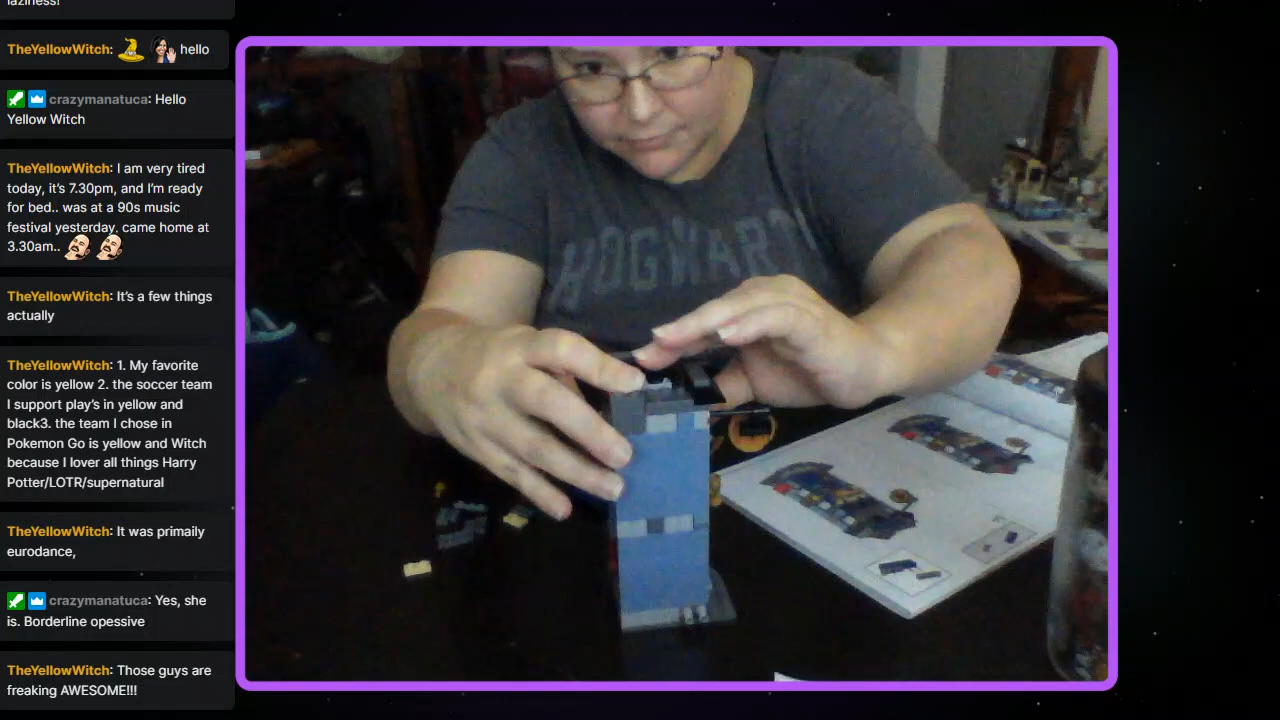 laziness!
TheYellowWitch: hello
crazymanatuca: Hello
Yellow Witch
TheYellowWitch: I am very tired
today, it's 7.30pm, and I'm ready
for bed.. was at a 90s music
festival yesterday, came home at
3.30am..
TheYellowWitch: It's a few things
actually
TheYellowWitch: 1. My favorite
color is yellow 2. the soccer team
I support play's in yellow and
black3. the team I chose in
Pokemon Go is yellow and Witch
because I lover all things Harry
Potter/LOTR/supernatural
TheYellowWitch: It was primaily
eurodance,
crazymanatuca: Yes, she
is. Borderline opessive
TheYellowWitch: Those guys are
freaking AWESOME!!!
HOGWART